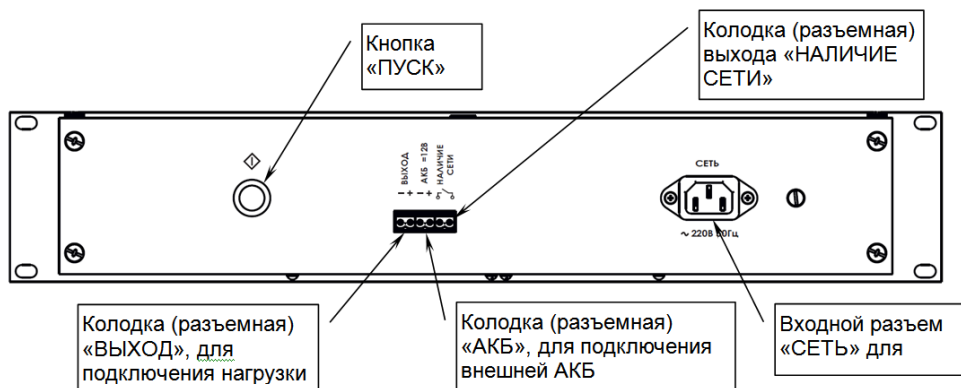 Кнопка
«ПУСК»
Колодка (разъемная)
выхода «НАЛИЧИЕ
СЕТИ»
− + ВЫХОД
− + АКБ =12В
НАЛИЧИЕ
СЕТИ
СЕТЬ
~ 220В 50Гц
Колодка (разъемная)
«ВЫХОД», для
подключения нагрузки
Колодка (разъемная)
«АКБ», для подключения
внешней АКБ
Входной разъем
«СЕТЬ» для